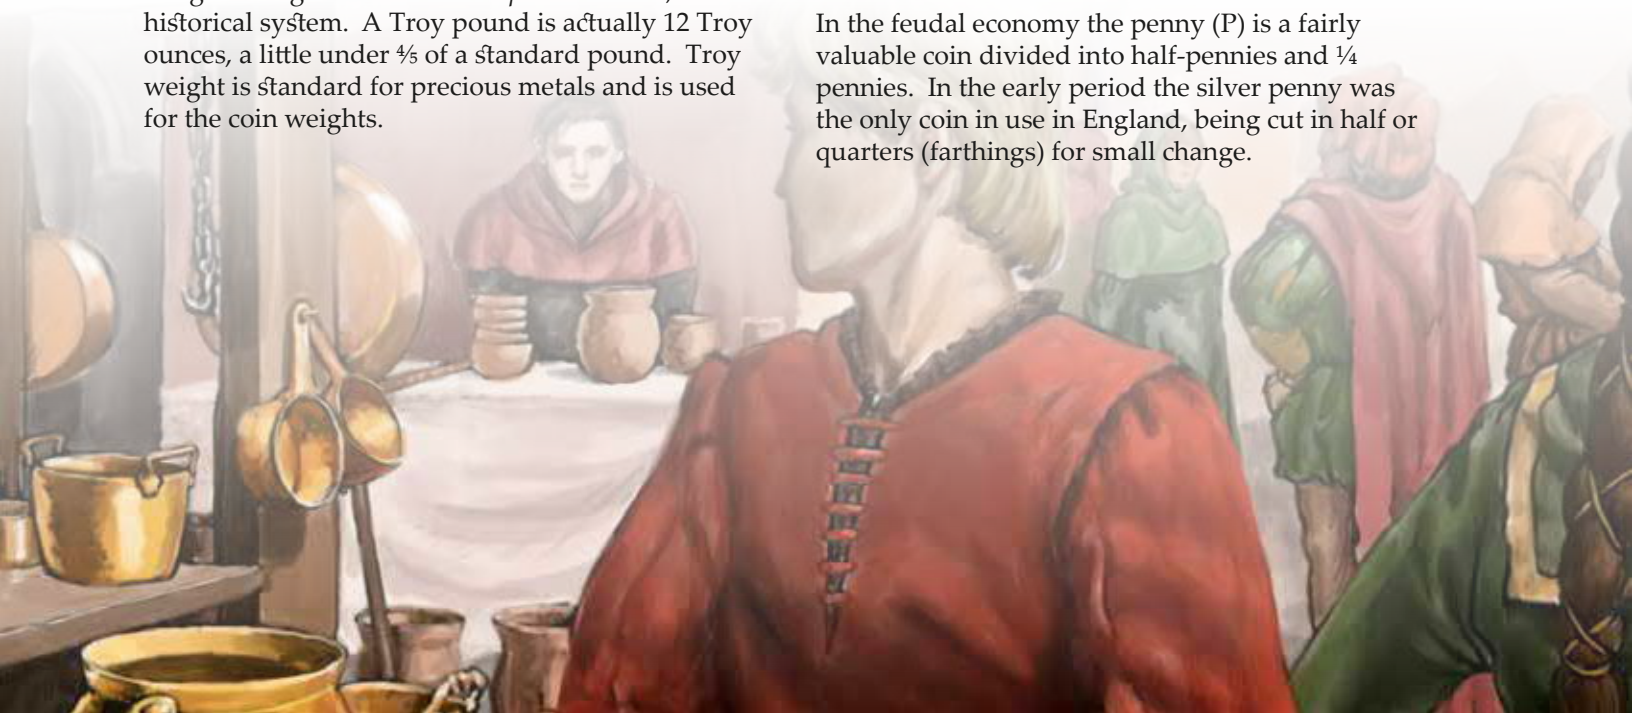 historical system. A Troy pound is actually 12 Troy
ounces, a little under ⅘ of a standard pound. Troy
weight is standard for precious metals and is used
for the coin weights.
In the feudal economy the penny (P) is a fairly
valuable coin divided into half-pennies and ¼
pennies. In the early period the silver penny was
the only coin in use in England, being cut in half or
quarters (farthings) for small change.